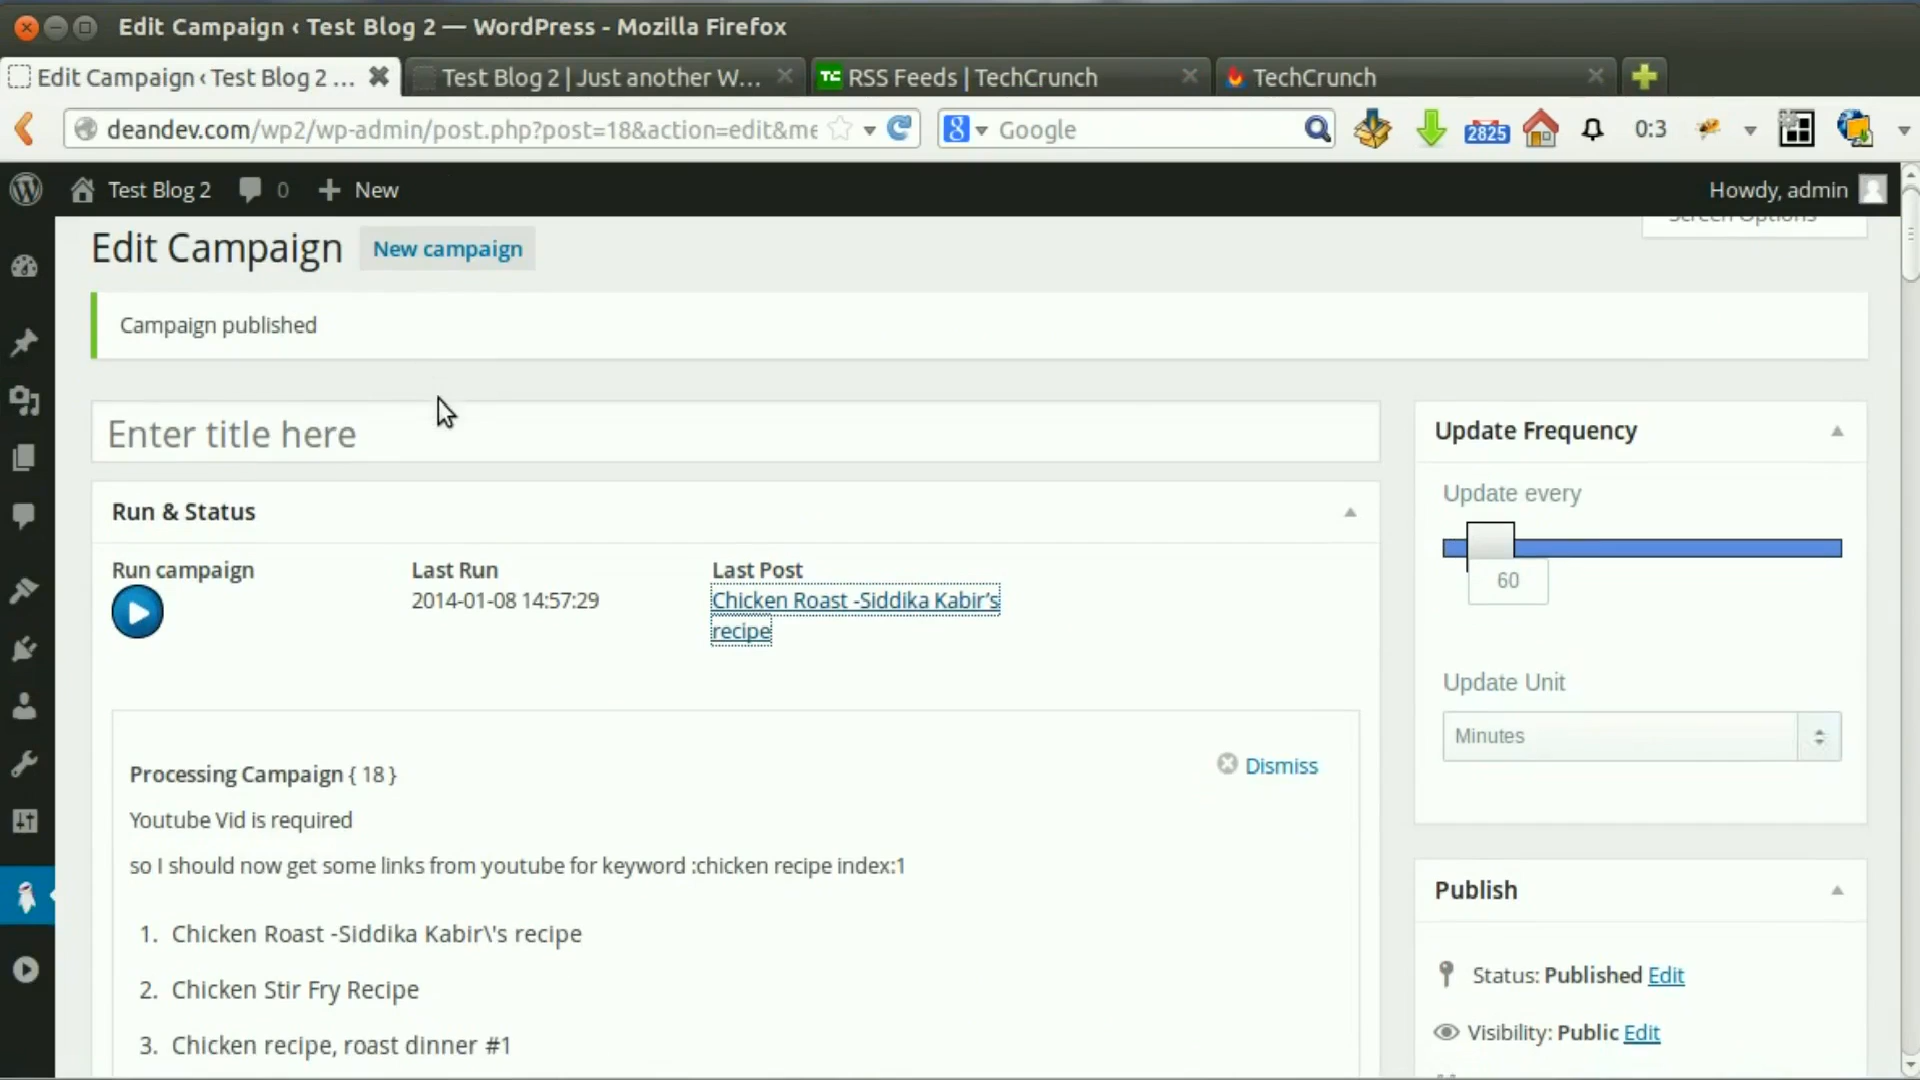 Edit Campaign ‹ Test Blog 2 — WordPress - Mozilla Firefox
Edit Campaign ‹ Test Blog 2 ...
Test Blog 2 | Just another W...
TC RSS Feeds | TechCrunch
TechCrunch
deandev.com/wp2/wp-admin/post.php?post=18&action=edit&me
8 Google
2825
0:3
Test Blog 2
0
New
Howdy, admin
Screen Options
Edit Campaign
New campaign
Campaign published
Enter title here
Run & Status
Run campaign
Last Run
2014-01-08 14:57:29
Last Post
Chicken Roast -Siddika Kabir’s
recipe
Processing Campaign { 18 }
Dismiss
Youtube Vid is required
so I should now get some links from youtube for keyword :chicken recipe index:1
1. Chicken Roast -Siddika Kabir\'s recipe
2. Chicken Stir Fry Recipe
3. Chicken recipe, roast dinner #1
Update Frequency
Update every
60
Update Unit
Minutes
Publish
Status: Published Edit
Visibility: Public Edit